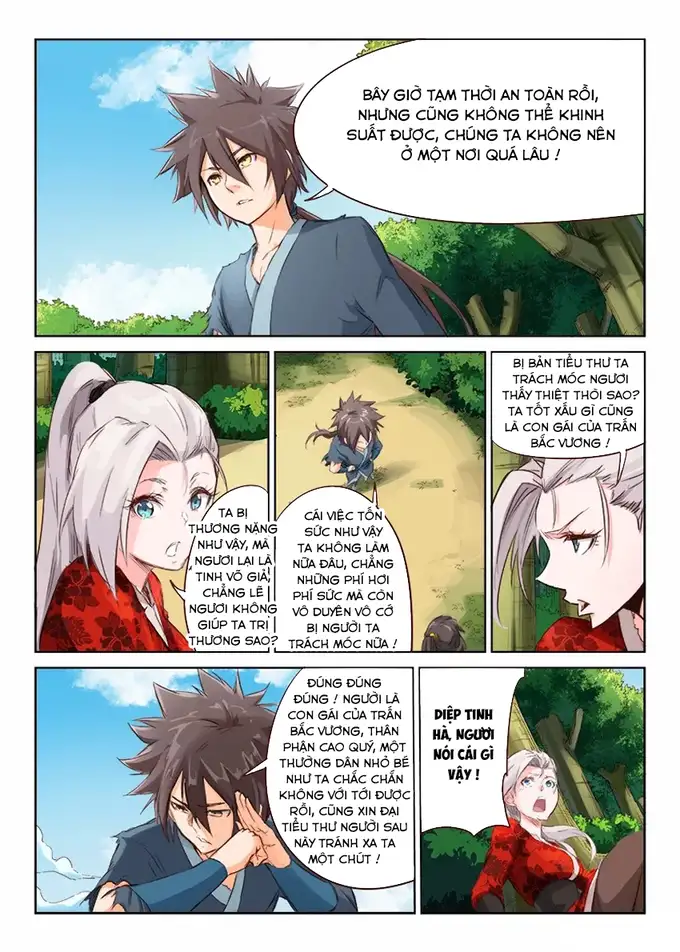 BÂY GIỜ TẠM THỜI AN TOÀN RỒI,
NHƯNG CŨNG KHÔNG THỂ KHINH
SUẤT ĐƯỢC, CHÚNG TA KHÔNG NÊN
Ở MỘT NƠI QUÁ LÂU !
TA BỊ
THƯƠNG NẶNG
NHƯ VẬY, MÀ
NGƯƠI LẠI LÀ
TINH VÕ GIẢ,
CHẲNG LẼ
NGƯƠI KHÔNG
GIÚP TA TRỊ
THƯƠNG SAO?
CÁI VIỆC TỐN
SỨC NHƯ VẬY
TA KHÔNG LÀM
NỮA ĐÂU, CHẲNG
NHỮNG PHÍ HƠI
PHÍ SỨC MÀ CÒN
VÔ DUYÊN VÔ CỚ
BỊ NGƯỜI TA
TRÁCH MÓC NỮA !
BỊ BẢN TIỂU THƯ TA
TRÁCH MÓC NGƯƠI
THẤY THIỆT THÒI SAO?
TA TỐT XẤU GÌ CŨNG
LÀ CON GÁI CỦA TRẤN
BẮC VƯƠNG !
ĐÚNG ĐÚNG
ĐÚNG ! NGƯỜI LÀ
CON GÁI CỦA TRẤN
BẮC VƯƠNG, THÂN
PHẬN CAO QUÝ, MỘT
THƯỜNG DÂN NHỎ BÉ
NHƯ TA CHẮC CHẮN
KHÔNG VỚI TỚI ĐƯỢC
RỒI, CŨNG XIN ĐẠI
TIỂU THƯ NGƯỜI SAU
NÀY TRÁNH XA TA
MỘT CHÚT !
DIỆP TINH
HÀ, NGƯƠI
NÓI CÁI GÌ
VẬY !